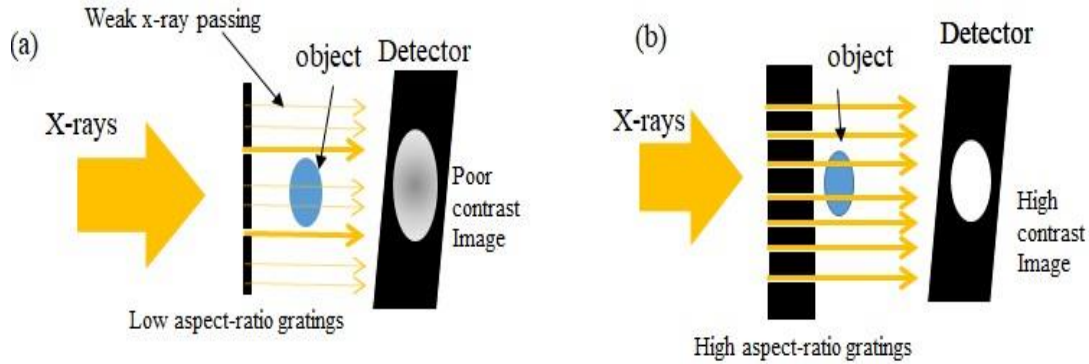 (a)
Weak x-ray passing
object
Detector
X-rays
Poor
contrast
Image
Low aspect-ratio gratings
(b)
Detector
object
X-rays
High
contrast
Image
High aspect-ratio gratings